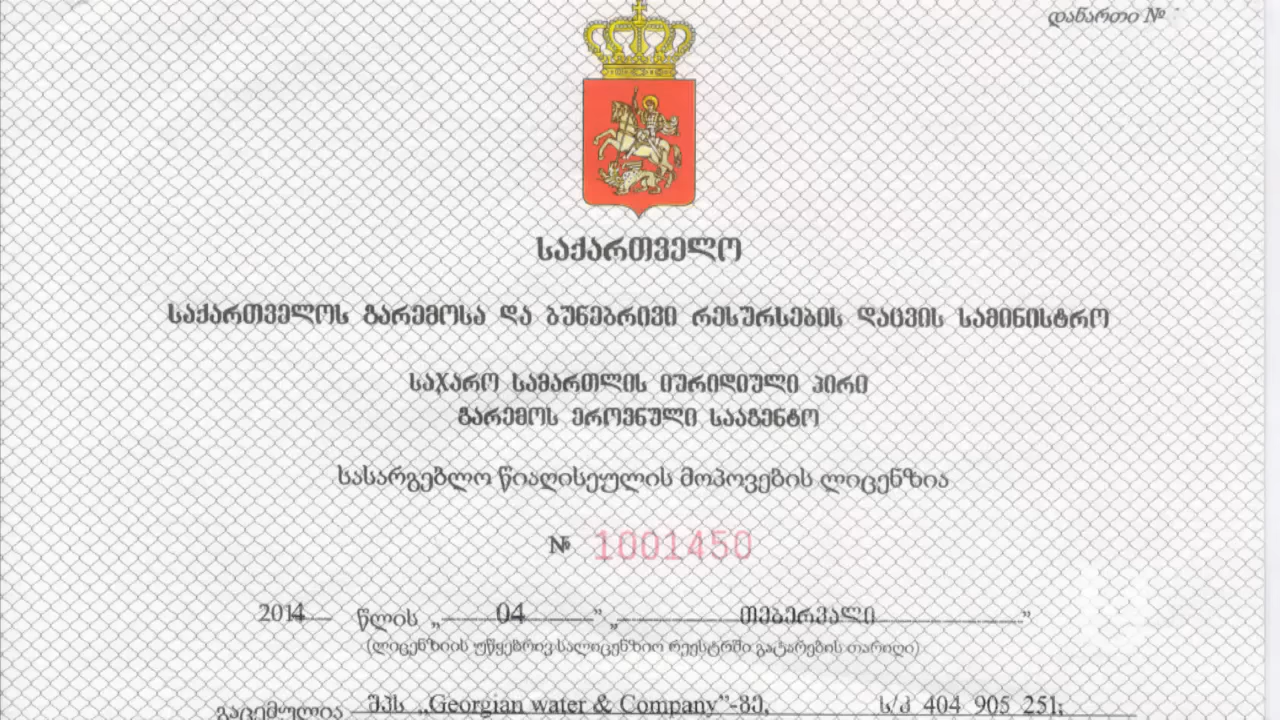 დანართი №
საქართველო
საქართველოს გარემოსა და ბუნებრივი რესურსების დაცვის სამინისტრო
საჯარო სამართლის იურიდიული პირი
გარემოს ეროვნული სააგენტო
სასარგებლო წიაღისეულის მოპოვების ლიცენზია
№ 1001450
2014 წლის „ 04 ” „ თებერვალი ”
(ლიცენზიის უწყებრივ სალიცენზიო რეესტრში გატარების თარიღი)
გაცემულია შპს „Georgian water & Company”-ზე, ს/კ 404 905 251;